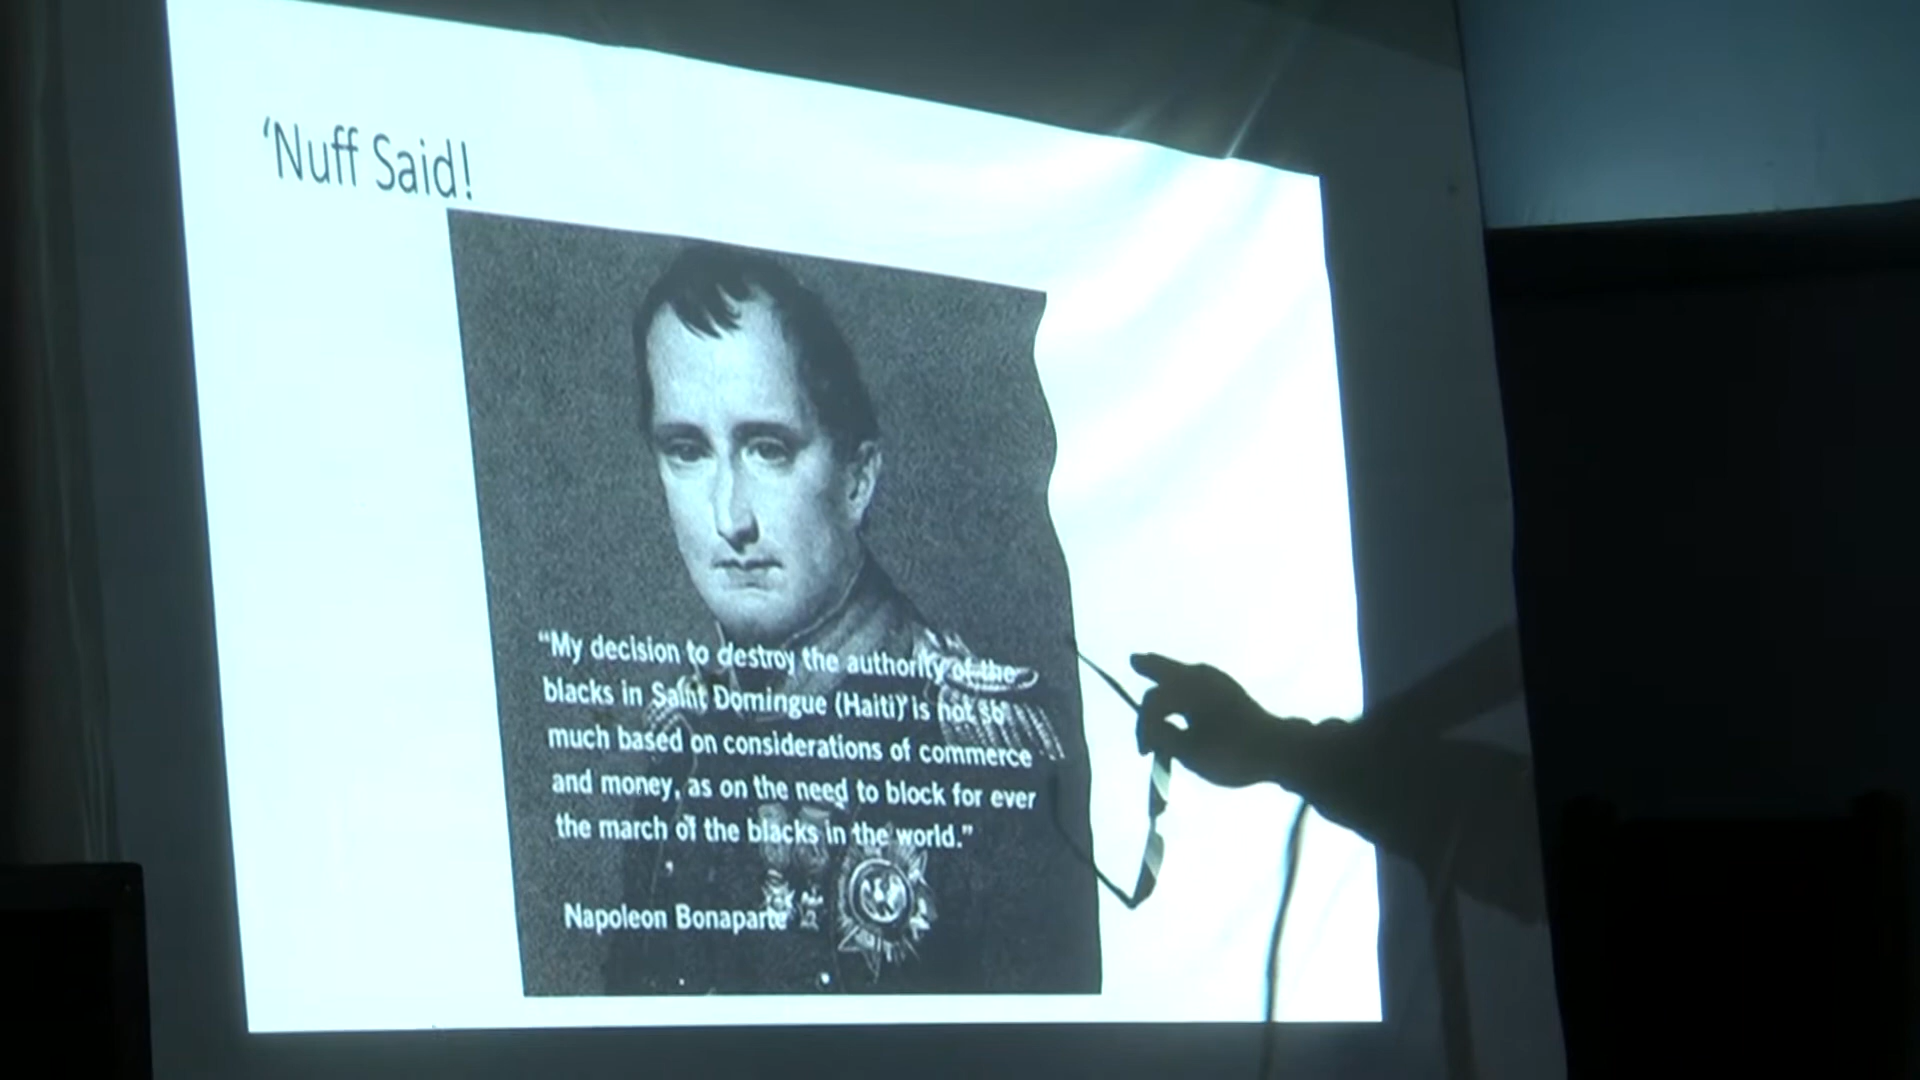 ‘Nuff Said!
“My decision to destroy the authority of the
blacks in Saint Domingue (Haiti) is not so
much based on considerations of commerce
and money, as on the need to block for ever
the march of the blacks in the world.”
Napoleon Bonaparte